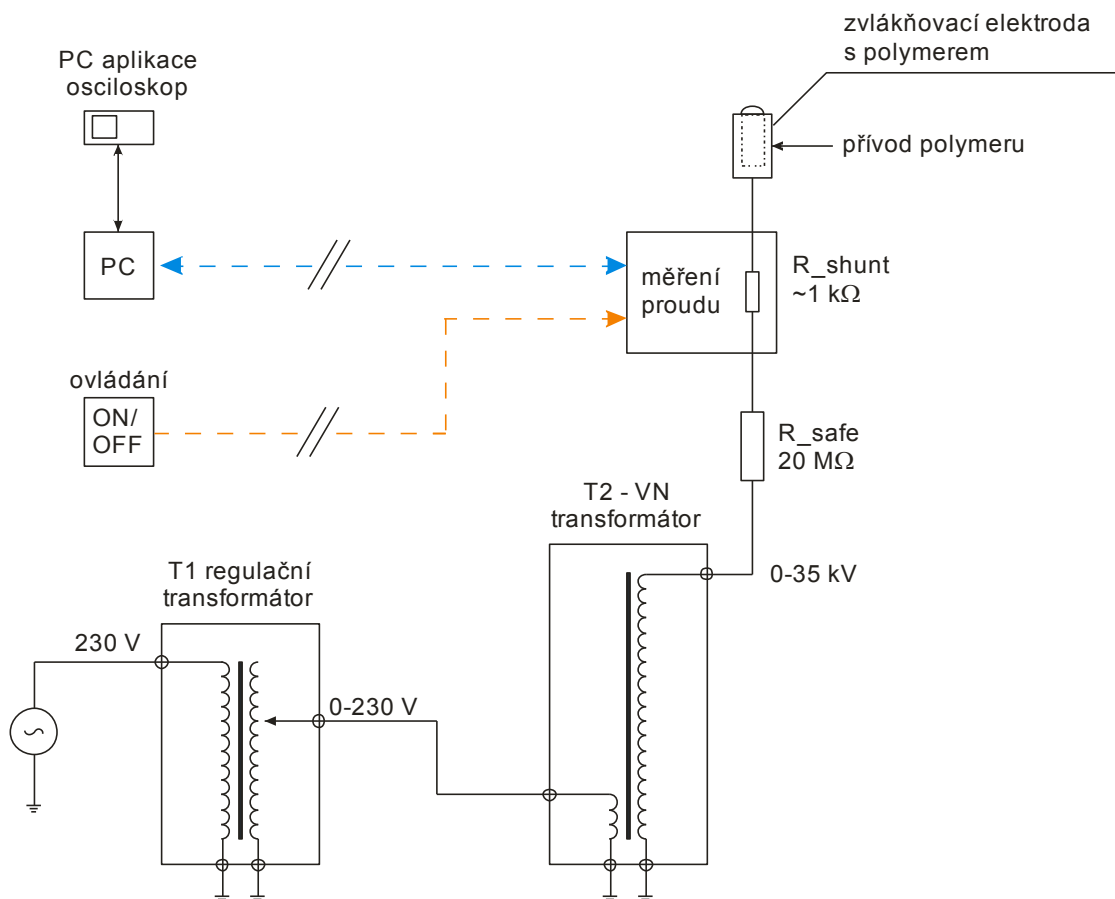 zvlákňovací elektroda
s polymerem
PC aplikace
osciloskop
přívod polymeru
PC
měření
proudu
R_shunt
~1 kΩ
ovládání
ON/
OFF
R_safe
20 MΩ
T2 - VN
transformátor
0-35 kV
T1 regulační
transformátor
230 V
0-230 V